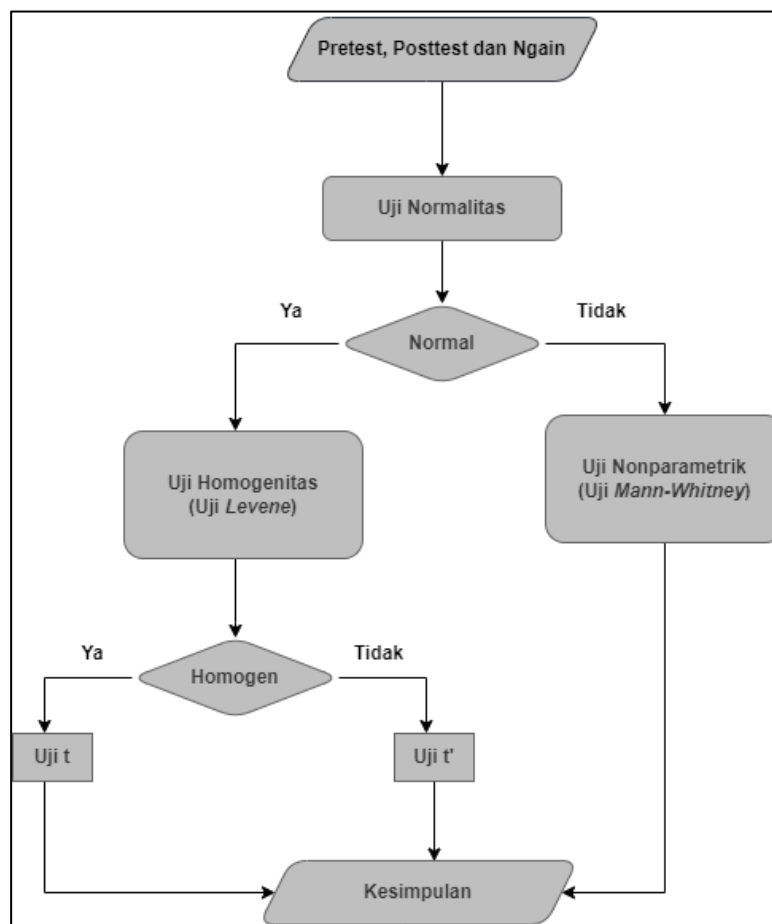 Pretest, Posttest dan Ngain
Uji Normalitas
Ya
Tidak
Normal
Uji Homogenitas
(Uji Levene)
Uji Nonparametrik
(Uji Mann-Whitney)
Ya
Tidak
Homogen
Uji t
Uji t'
Kesimpulan